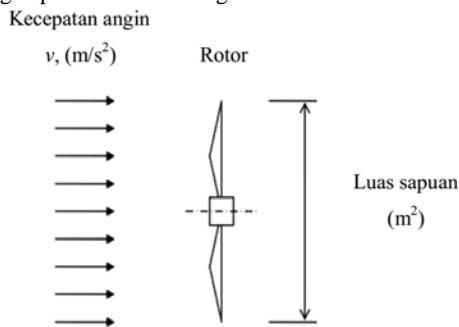 Kecepatan angin
v, (m/s²)
Rotor
Luas sapuan
(m²)